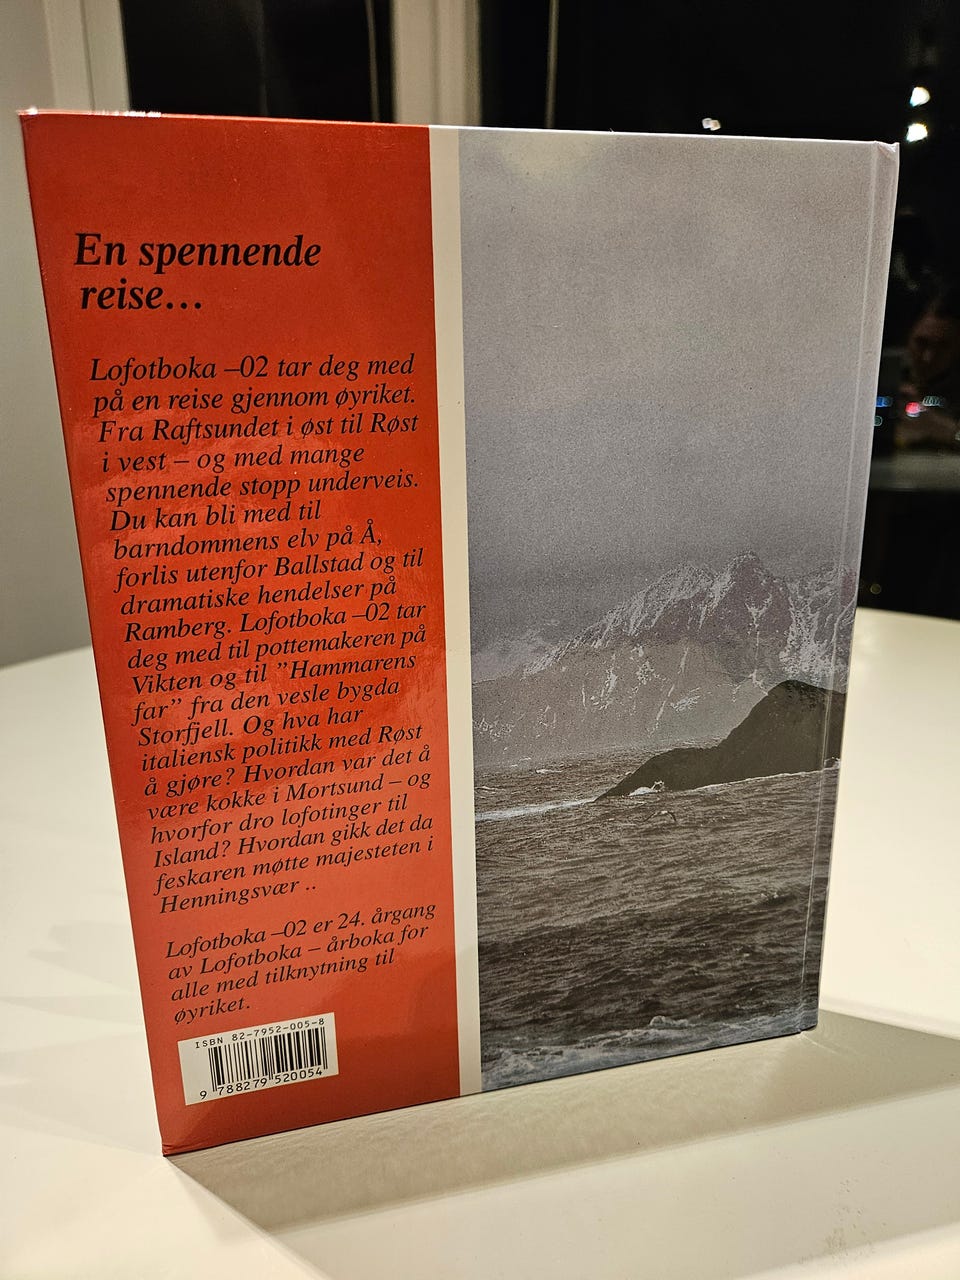 En spennende
reise...
Lofotboka –02 tar deg med
på en reise gjennom øyriket.
Fra Raftsundet i øst til Røst
i vest – og med mange
spennende stopp underveis.
Du kan bli med til
barndommens elv på Å,
forlis utenfor Ballstad og til
dramatiske hendelser på
Ramberg. Lofotboka –02 tar
deg med til pottemakeren på
Vikten og til ”Hammarens
far” fra den vesle bygda
Storfjell. Og hva har
italiensk politikk med Røst
å gjøre? Hvordan var det å
være kokke i Mortsund – og
hvorfor dro lofotinger til
Island? Hvordan gikk det da
feskaren møtte majesteten i
Henningsvær ..
Lofotboka –02 er 24. årgang
av Lofotboka – årboka for
alle med tilknytning til
øyriket.
ISBN 82-7952-005-8
9 788279 520054